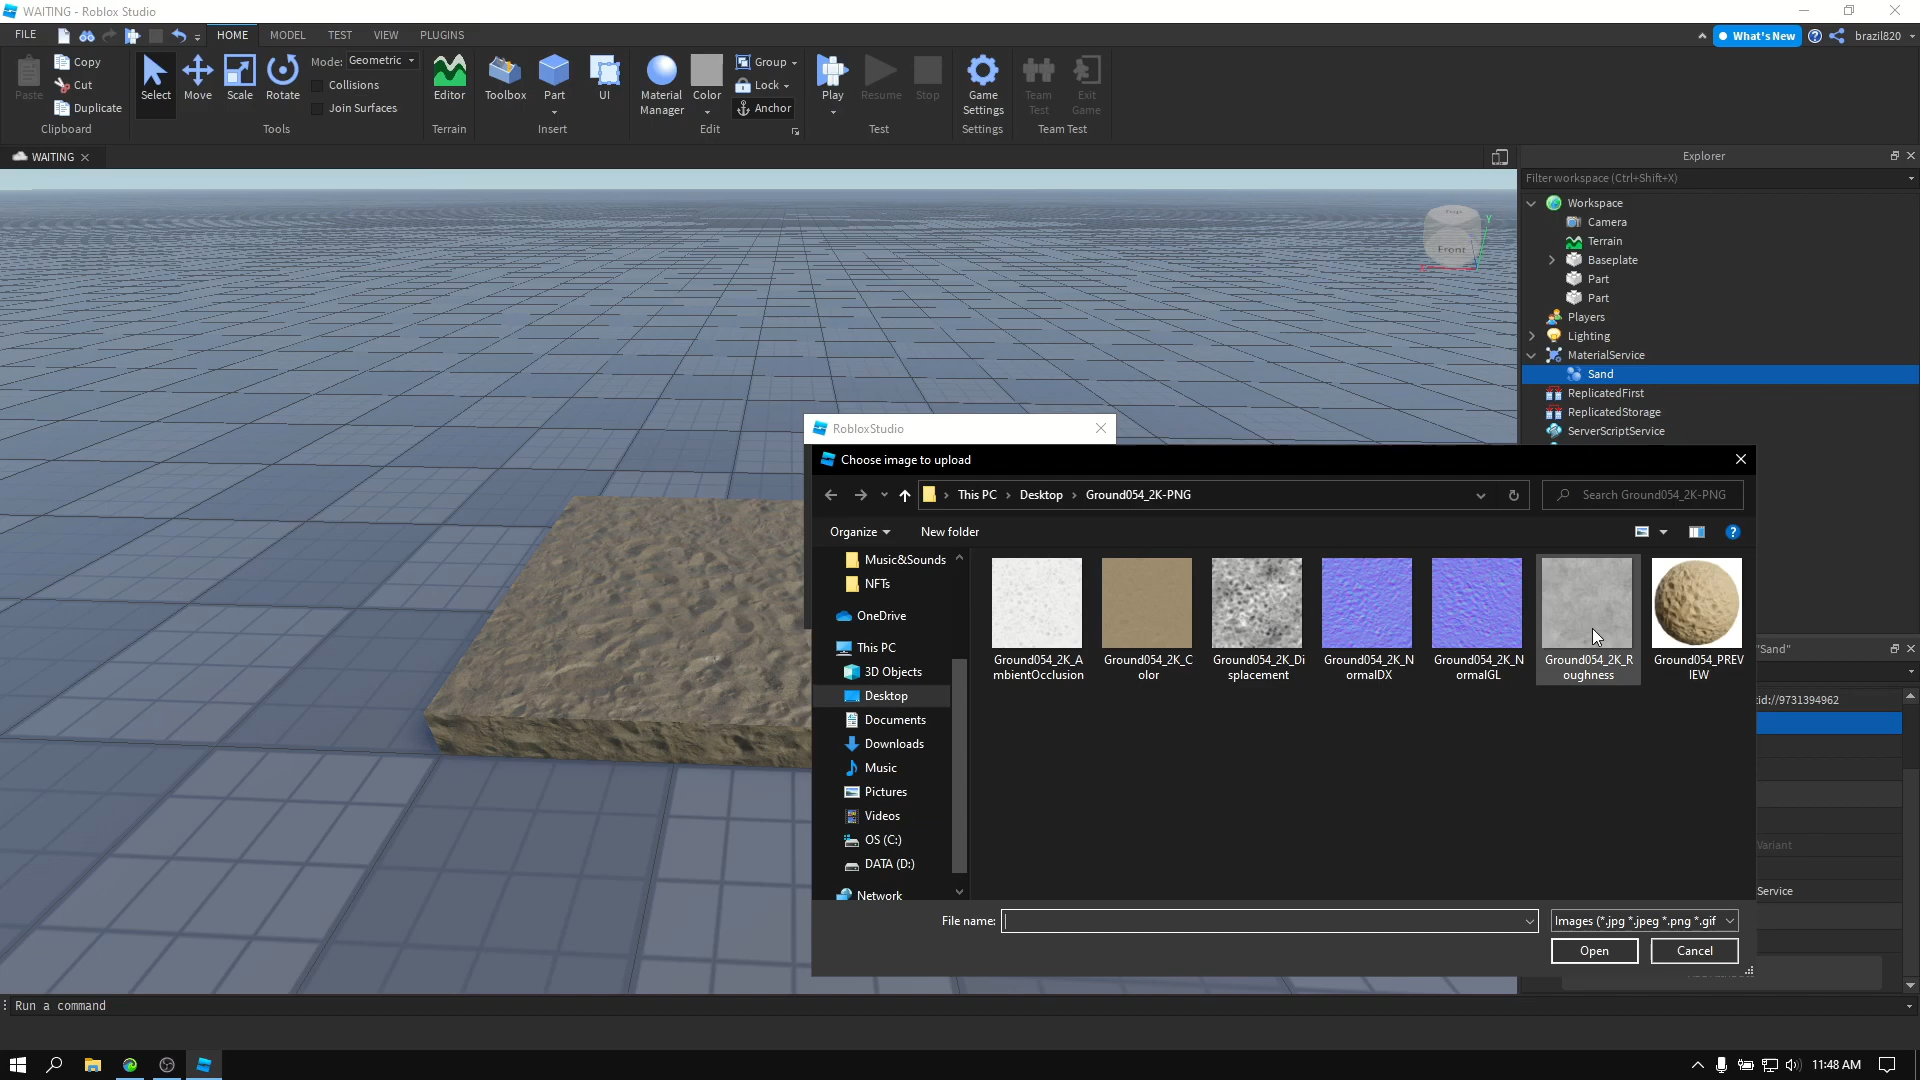 WAITING - Roblox Studio
FILE
HOME
MODEL
TEST
VIEW
PLUGINS
What's New
brazil820
Paste
Copy
Cut
Duplicate
Clipboard
Select
Move
Scale
Rotate
Mode: Geometric
Collisions
Join Surfaces
Tools
Editor
Terrain
Toolbox
Part
UI
Insert
Material
Manager
Color
Group
Lock
Anchor
Edit
Play
Resume
Stop
Test
Game
Settings
Settings
Team
Test
Exit
Game
Team Test
WAITING
Explorer
Filter workspace (Ctrl+Shift+X)
Top
Front
y
Workspace
Camera
Terrain
Baseplate
Part
Part
Players
Lighting
MaterialService
Sand
ReplicatedFirst
ReplicatedStorage
ServerScriptService
RobloxStudio
Choose image to upload
This PC
Desktop
Ground054_2K-PNG
Search Ground054_2K-PNG
Organize
New folder
Music&Sounds
NFTs
OneDrive
This PC
3D Objects
Desktop
Documents
Downloads
Music
Pictures
Videos
OS (C:)
DATA (D:)
Network
Ground054_2K_A
mbientOcclusion
Ground054_2K_C
olor
Ground054_2K_Di
splacement
Ground054_2K_N
ormalDX
Ground054_2K_N
ormalGL
Ground054_2K_R
oughness
Ground054_PREV
IEW
"Sand"
tid://9731394962
Variant
Service
File name:
Images (*.jpg *.jpeg *.png *.gif
Open
Cancel
Run a command
11:48 AM